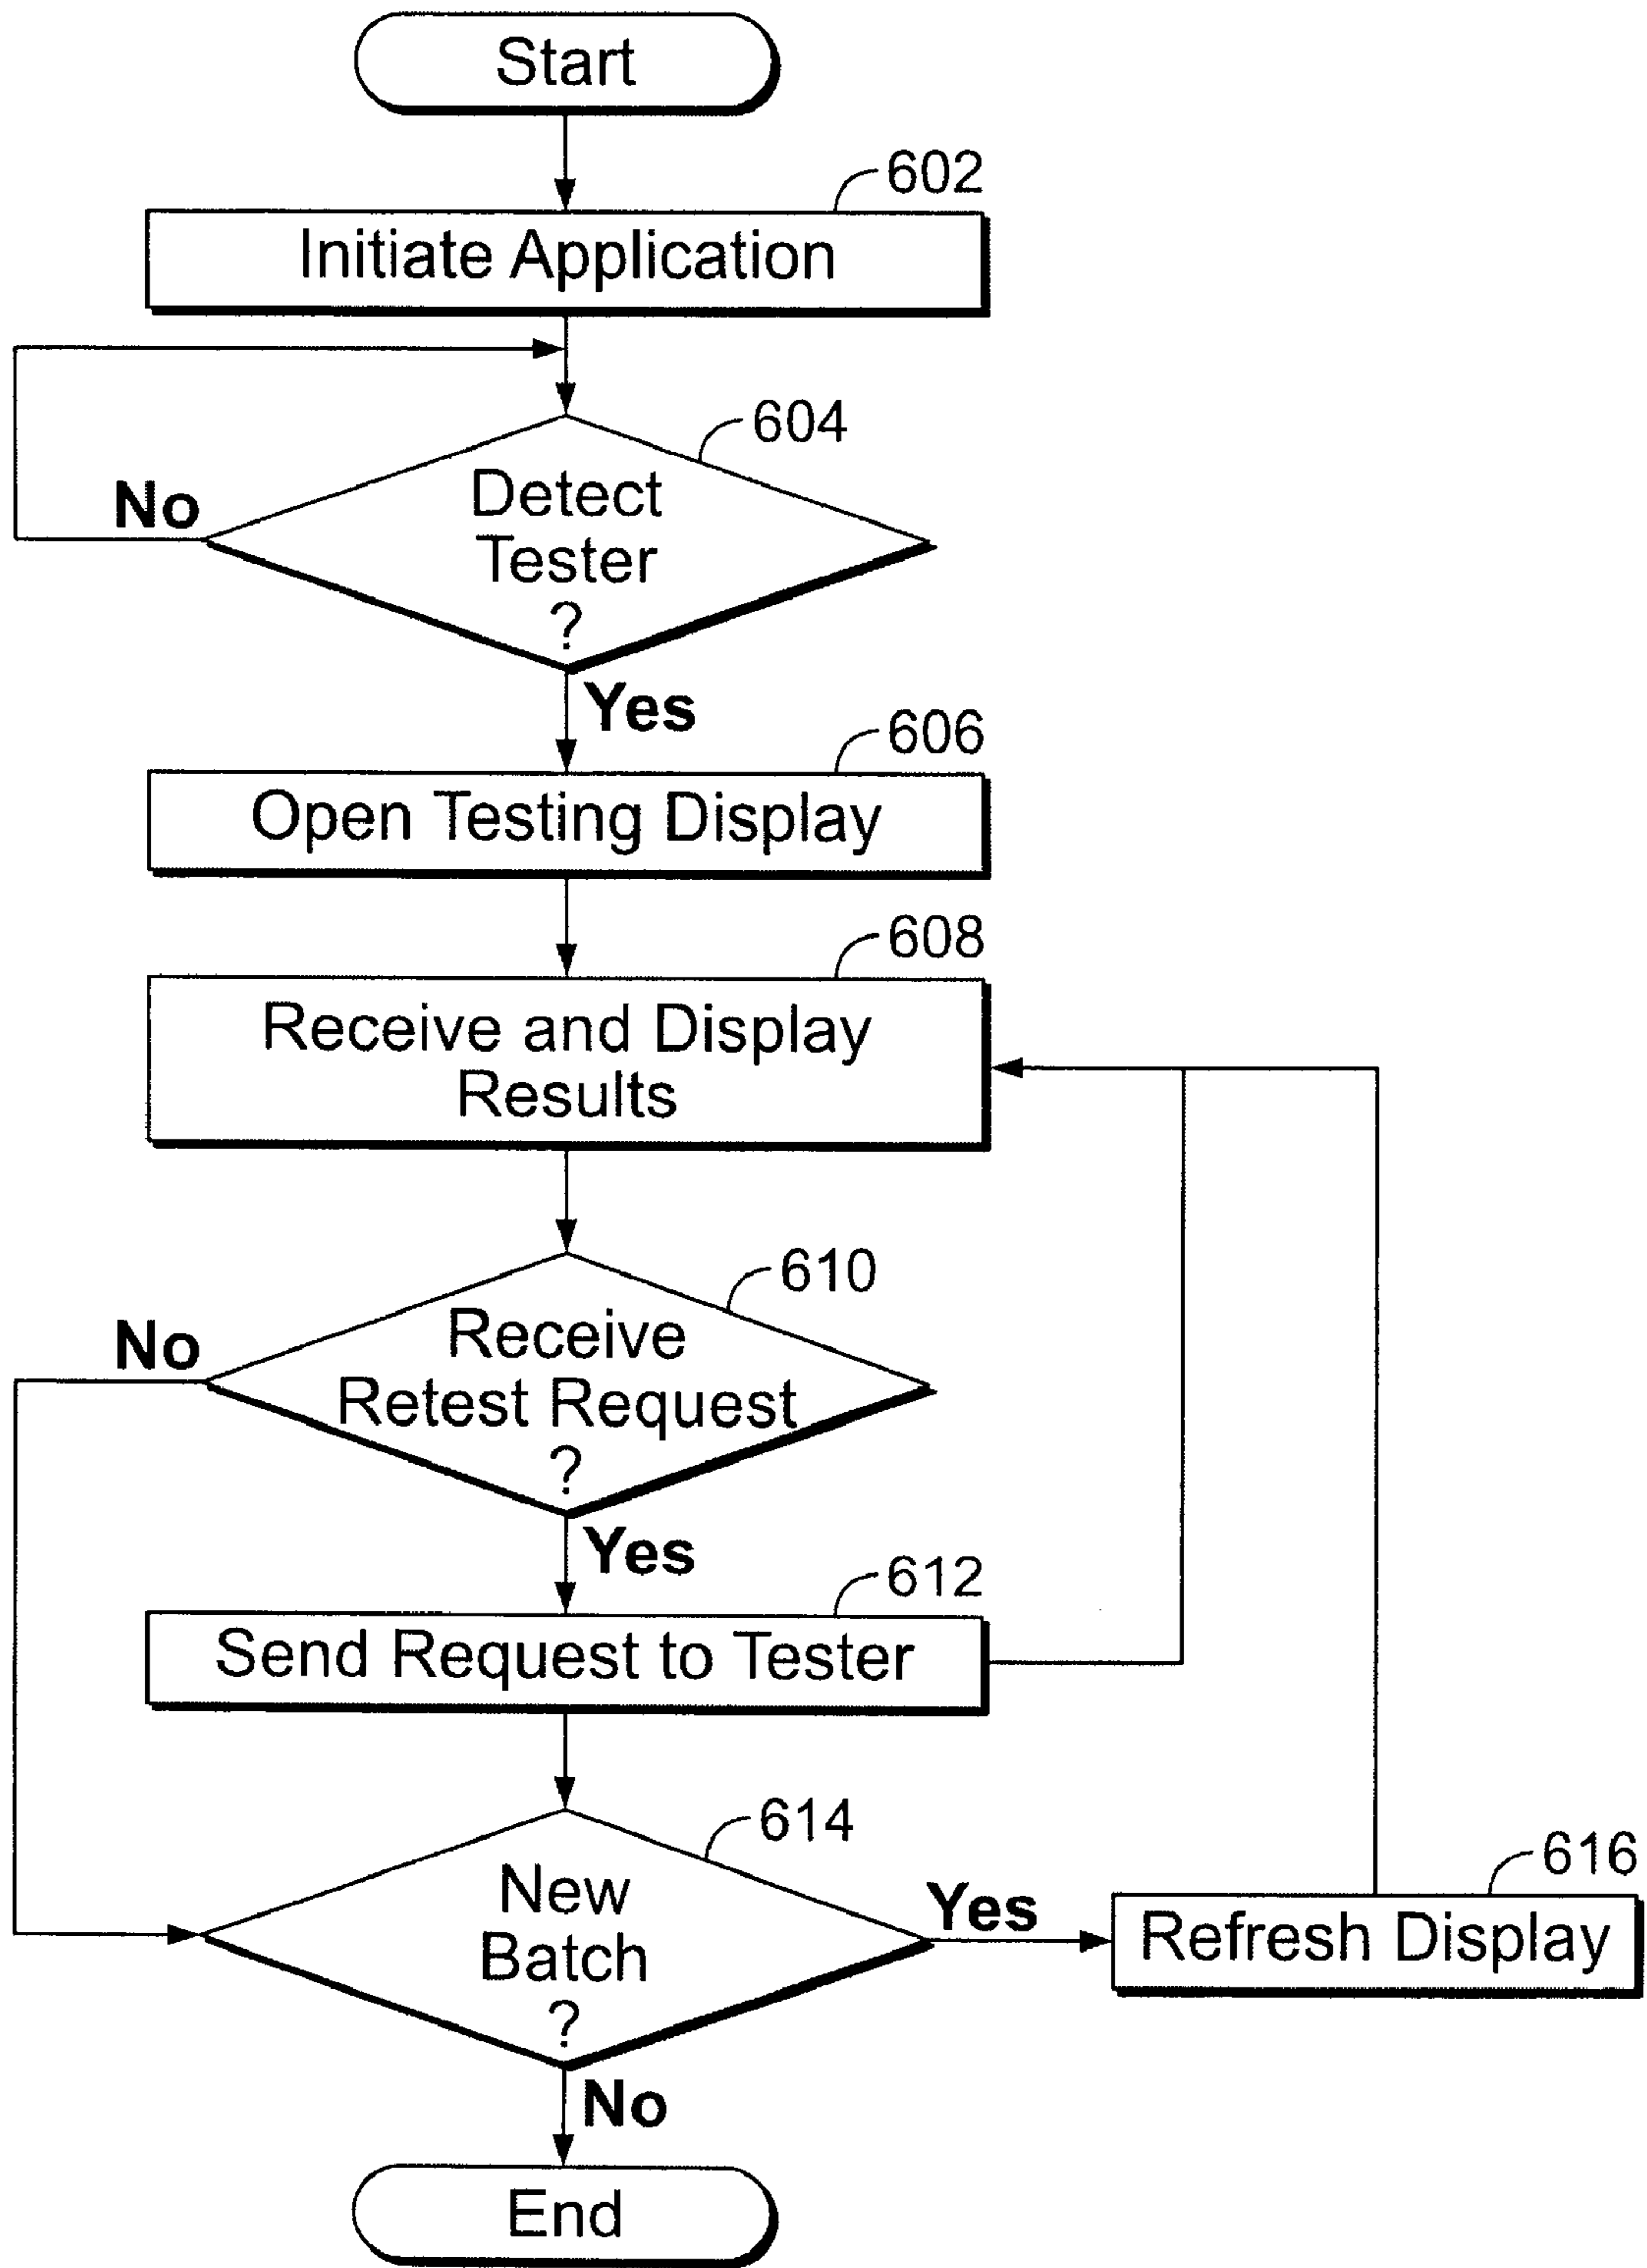 Start
602
Initiate Application
604
Detect
Tester
?
No
Yes
606
Open Testing Display
608
Receive and Display
Results
610
Receive
Retest Request
?
No
Yes
612
Send Request to Tester
614
New
Batch
?
Yes
616
Refresh Display
No
End